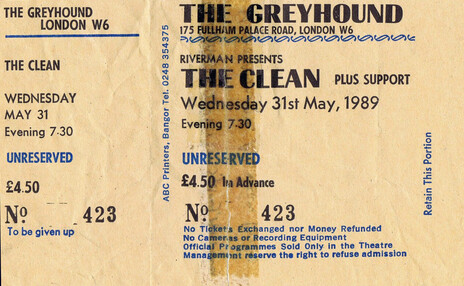 THE GREYHOUND
LONDON W6
THE CLEAN
WEDNESDAY
MAY 31
Evening 7-30
UNRESERVED
£4.50
No 423
To be given up
ABC Printers, Bangor Tel. 0248 354375
THE GREYHOUND
175 FULHAM PALACE ROAD, LONDON W6
RIVERMAN PRESENTS
THE CLEAN PLUS SUPPORT
Wednesday 31st May, 1989
Evening 7-30
UNRESERVED
£4.50 In Advance
No 423
No Tickets Exchanged nor Money Refunded
No Cameras or Recording Equipment
Official Programmes Sold Only in the Theatre
Management reserve the right to refuse admission
Retain This Portion